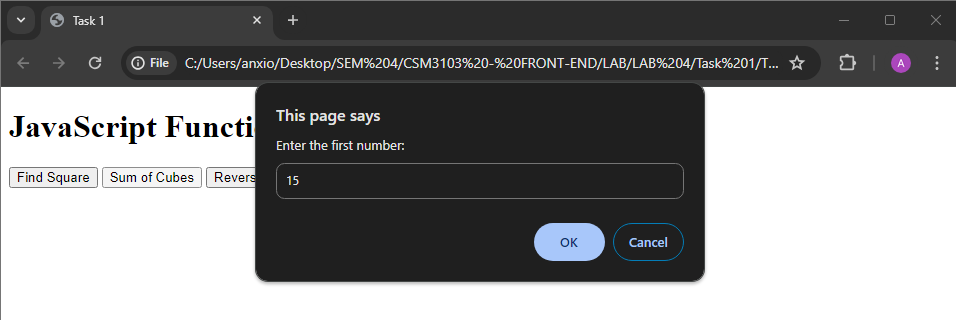 Task 1
File C:/Users/anxio/Desktop/SEM%204/CSM3103%20-%20FRONT-END/LAB/LAB%204/Task%201/T...
A
This page says
JavaScript Functi
Enter the first number:
Find Square Sum of Cubes Revers
15
OK Cancel